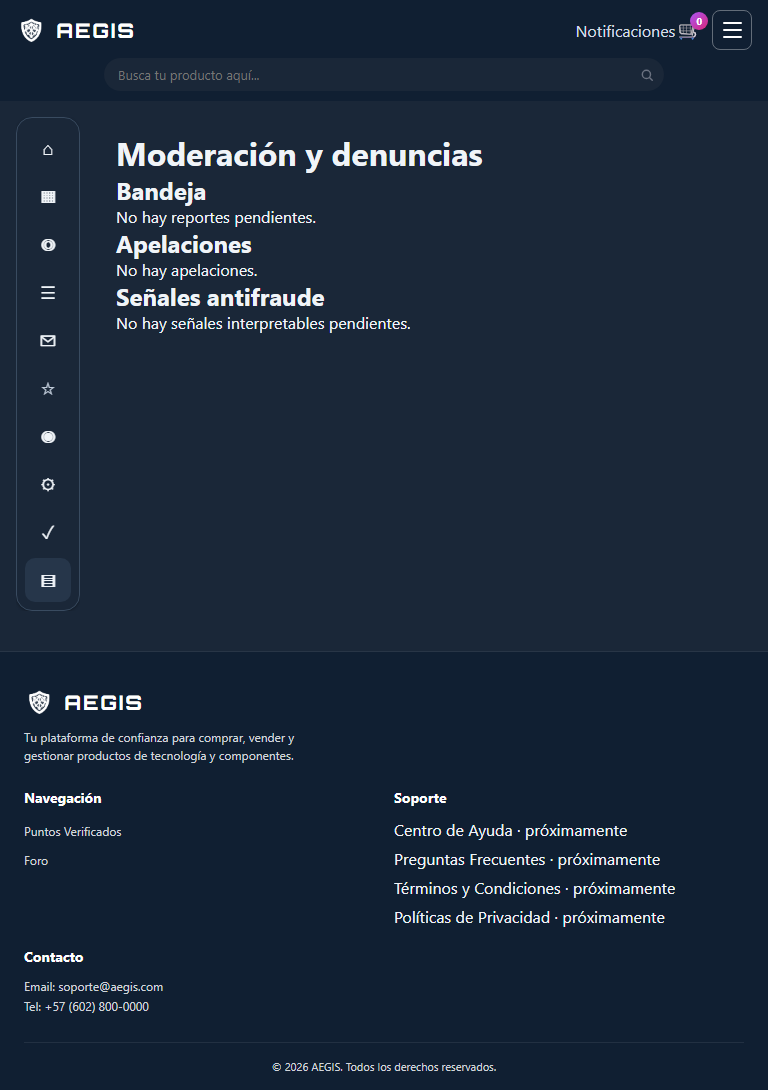 AEGIS
Notificaciones
0
Busca tu producto aquí...
Moderación y denuncias
Bandeja
No hay reportes pendientes.
Apelaciones
No hay apelaciones.
Señales antifraude
No hay señales interpretables pendientes.
AEGIS
Tu plataforma de confianza para comprar, vender y
gestionar productos de tecnología y componentes.
Navegación
Puntos Verificados
Foro
Soporte
Centro de Ayuda · próximamente
Preguntas Frecuentes · próximamente
Términos y Condiciones · próximamente
Políticas de Privacidad · próximamente
Contacto
Email: soporte@aegis.com
Tel: +57 (602) 800-0000
© 2026 AEGIS. Todos los derechos reservados.